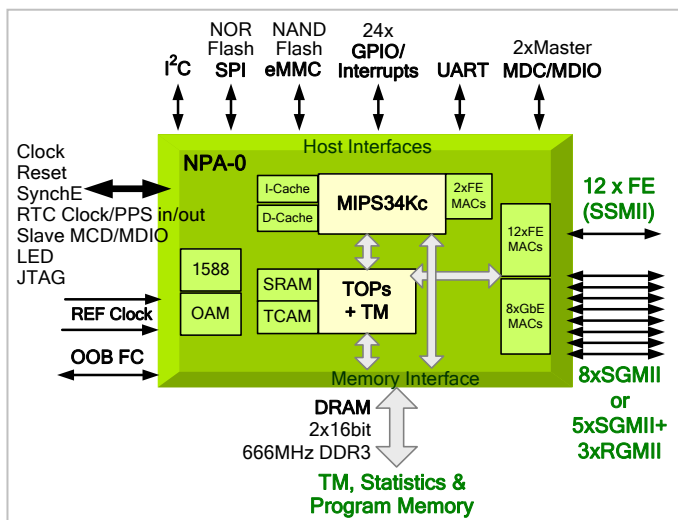 NOR
Flash
SPI
NAND
Flash
eMMC
24x
GPIO/
Interrupts
2xMaster
MDC/MDIO
I²C
UART
Host Interfaces
NPA-0
Clock
Reset
SynchE
RTC Clock/PPS in/out
Slave MCD/MDIO
LED
JTAG
REF Clock
OOB FC
I-Cache
D-Cache
MIPS34Kc
2xFE
MACs
12xFE
MACs
8xGbE
MACs
1588
OAM
SRAM
TCAM
TOPs
+ TM
12 x FE
(SSMII)
8xSGMII
or
5xSGMII+
3xRGMII
Memory Interface
DRAM
2x16bit
666MHz DDR3
TM, Statistics &
Program Memory